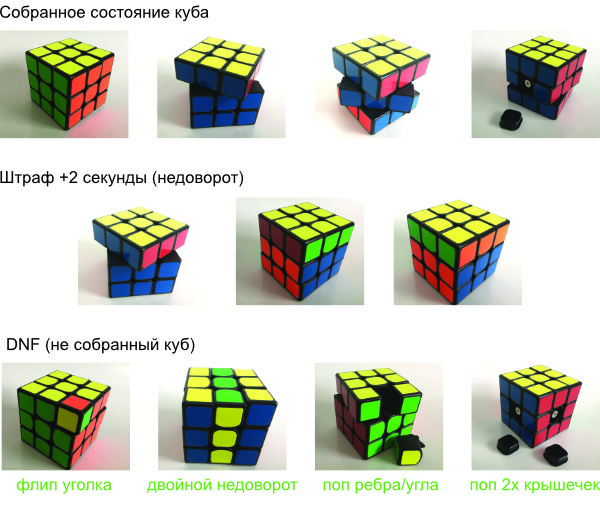 Собранное состояние куба
Штраф +2 секунды (недоворот)
DNF (не собранный куб)
флип уголка
двойной недоворот
поп ребра/угла
поп 2х крышечек